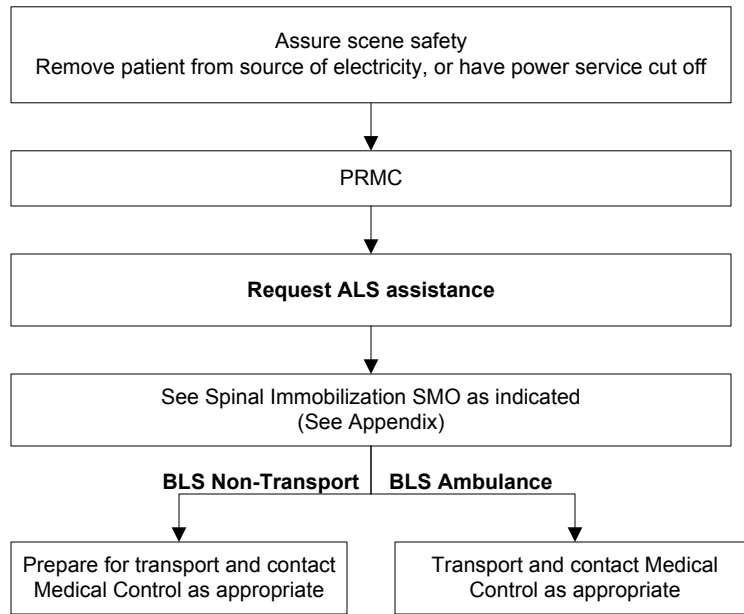 Assure scene safety
Remove patient from source of electricity, or have power service cut off
PRMC
Request ALS assistance
See Spinal Immobilization SMO as indicated
(See Appendix)
BLS Non-Transport
BLS Ambulance
Prepare for transport and contact
Medical Control as appropriate
Transport and contact Medical
Control as appropriate